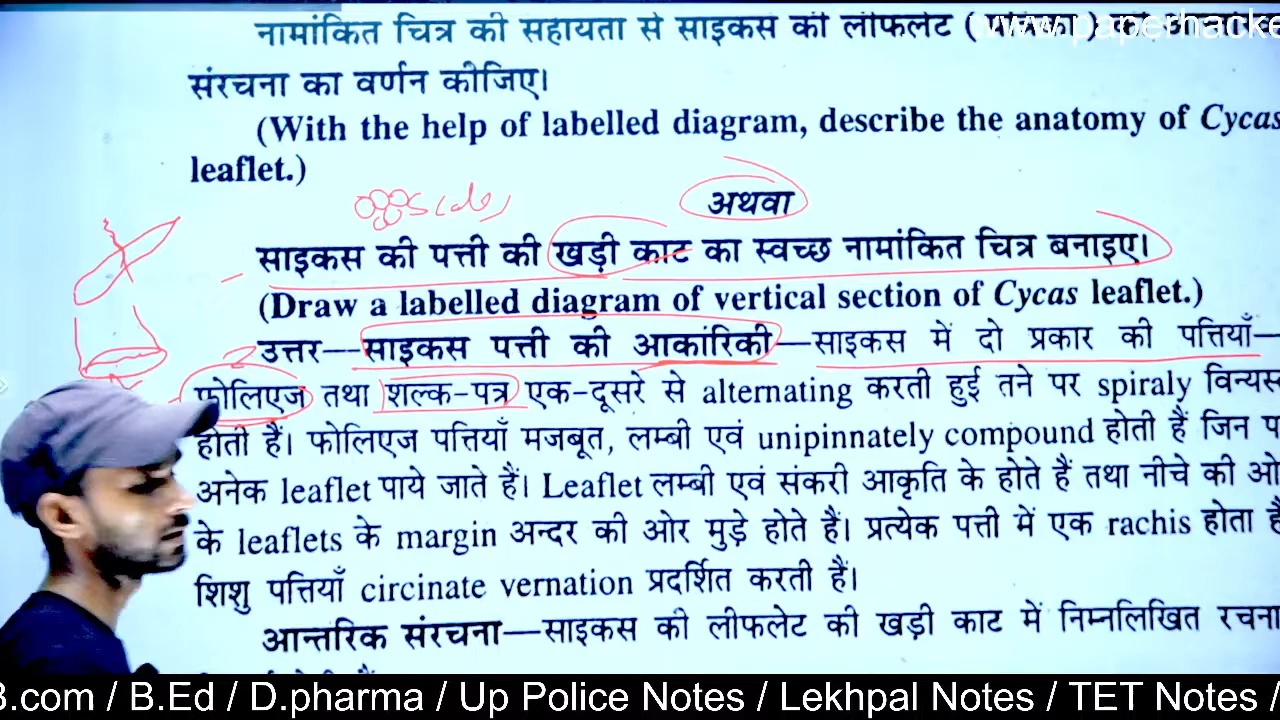 नामांकित चित्र की सहायता से साइकस की लीफलेट (
संरचना का वर्णन कीजिए।
(With the help of labelled diagram, describe the anatomy of Cycas
leaflet.)
scales
अथवा
साइकस की पत्ती की खड़ी काट का स्वच्छ नामांकित चित्र बनाइए।
(Draw a labelled diagram of vertical section of Cycas leaflet.)
उत्तर—साइकस पत्ती की आकांरिकी—साइकस में दो प्रकार की पत्तियाँ—
फोलिएज तथा शल्क-पत्र एक-दूसरे से alternating करती हुई तने पर spiraly विन्यस्
होती हैं। फोलिएज पत्तियाँ मजबूत, लम्बी एवं unipinnately compound होती हैं जिन प
अनेक leaflet पाये जाते हैं। Leaflet लम्बी एवं संकरी आकृति के होते हैं तथा नीचे की ओ
के leaflets के margin अन्दर की ओर मुड़े होते हैं। प्रत्येक पत्ती में एक rachis होता है
शिशु पत्तियाँ circinate vernation प्रदर्शित करती हैं।
आन्तरिक संरचना—साइकस की लीफलेट की खड़ी काट में निम्नलिखित रचना
3.com / B.Ed / D.pharma / Up Police Notes / Lekhpal Notes / TET Notes /